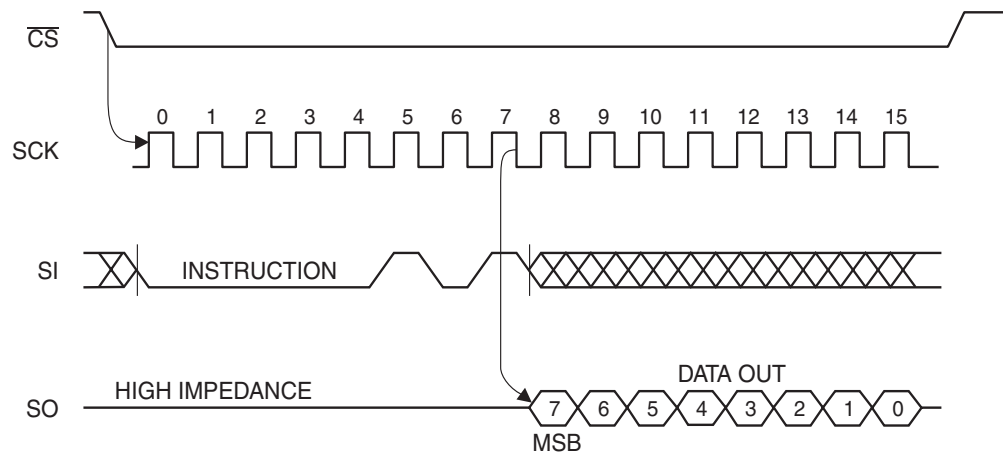 CS
0 1 2 3 4 5 6 7 8 9 10 11 12 13 14 15
SCK
SI INSTRUCTION
DATA OUT
HIGH IMPEDANCE
SO 7 6 5 4 3 2 1 0
MSB